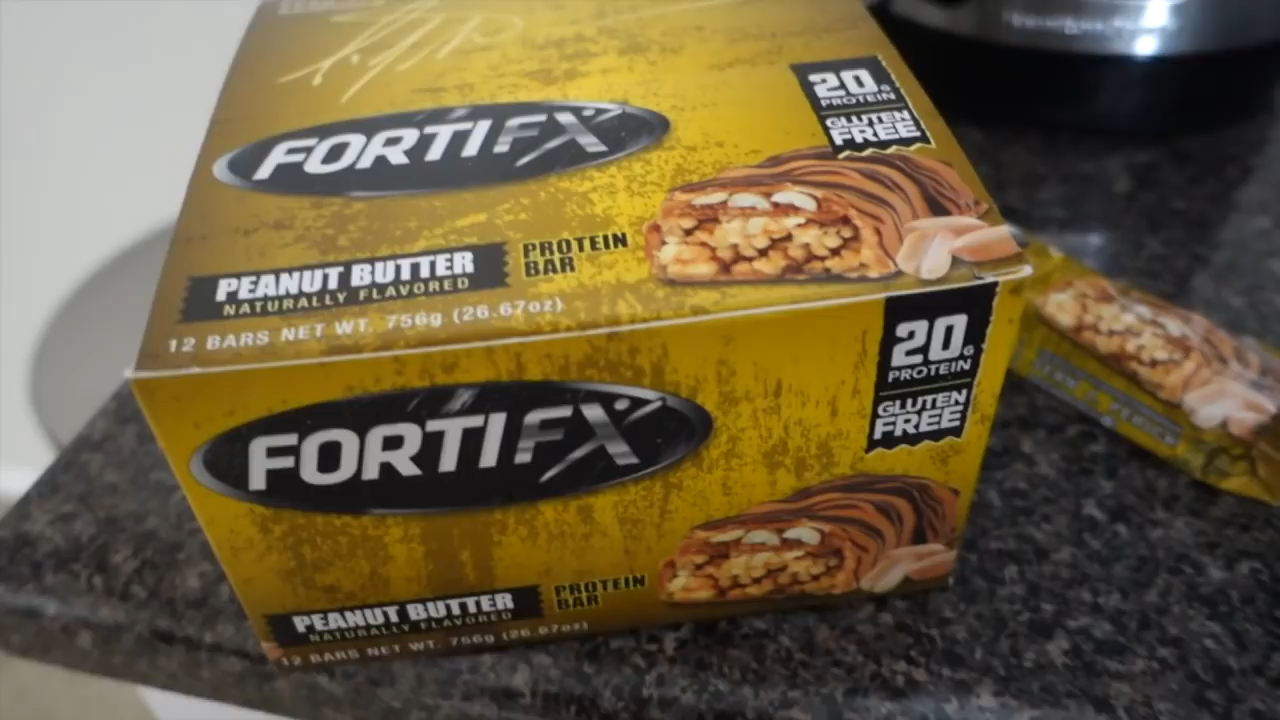 20G
PROTEIN
GLUTEN
FREE
FORTIFX
PEANUT BUTTER
NATURALLY FLAVORED
PROTEIN
BAR
12 BARS NET WT. 756g (26.67oz)
20G
PROTEIN
GLUTEN
FREE
FORTIFX
PEANUT BUTTER
NATURALLY FLAVORED
PROTEIN
BAR
12 BARS NET WT. 756g (26.67oz)